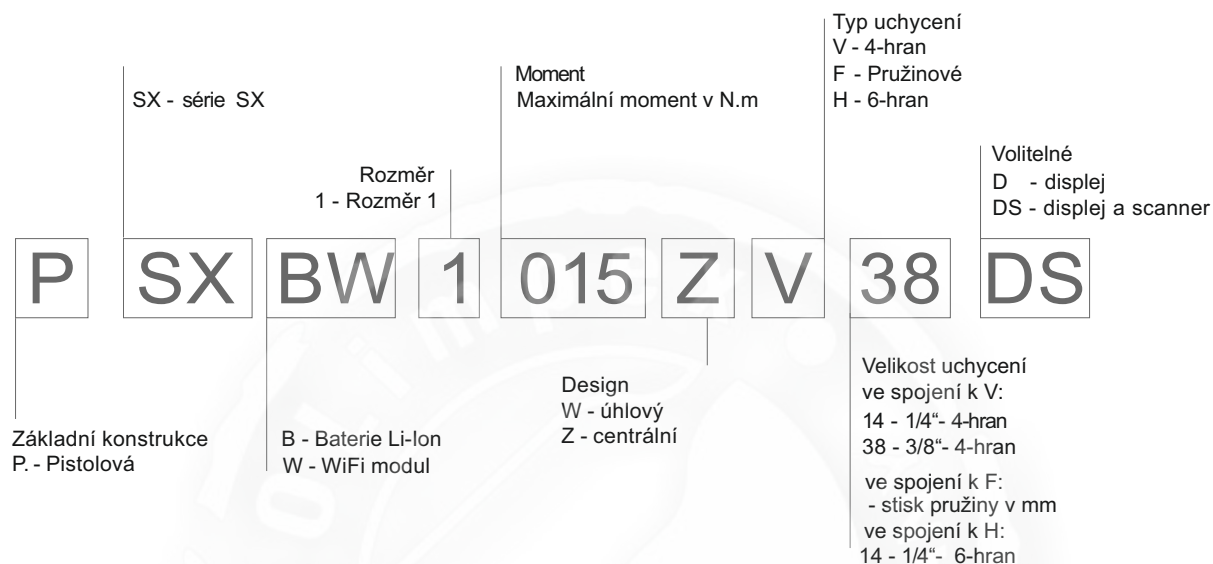 Typ uchycení
V - 4-hran
F - Pružinové
H - 6-hran
Moment
Maximální moment v N.m
SX - série SX
Volitelné
D - displej
DS - displej a scanner
Rozměr
1 - Rozměr 1
P SX BW 1 015 Z V 38 DS
Velikost uchycení
ve spojení k V:
14 - 1/4“- 4-hran
38 - 3/8“- 4-hran
ve spojení k F:
- stisk pružiny v mm
ve spojení k H:
14 - 1/4“- 6-hran
Design
W - úhlový
Z - centrální
Základní konstrukce
P. - Pistolová
B - Baterie Li-Ion
W - WiFi modul